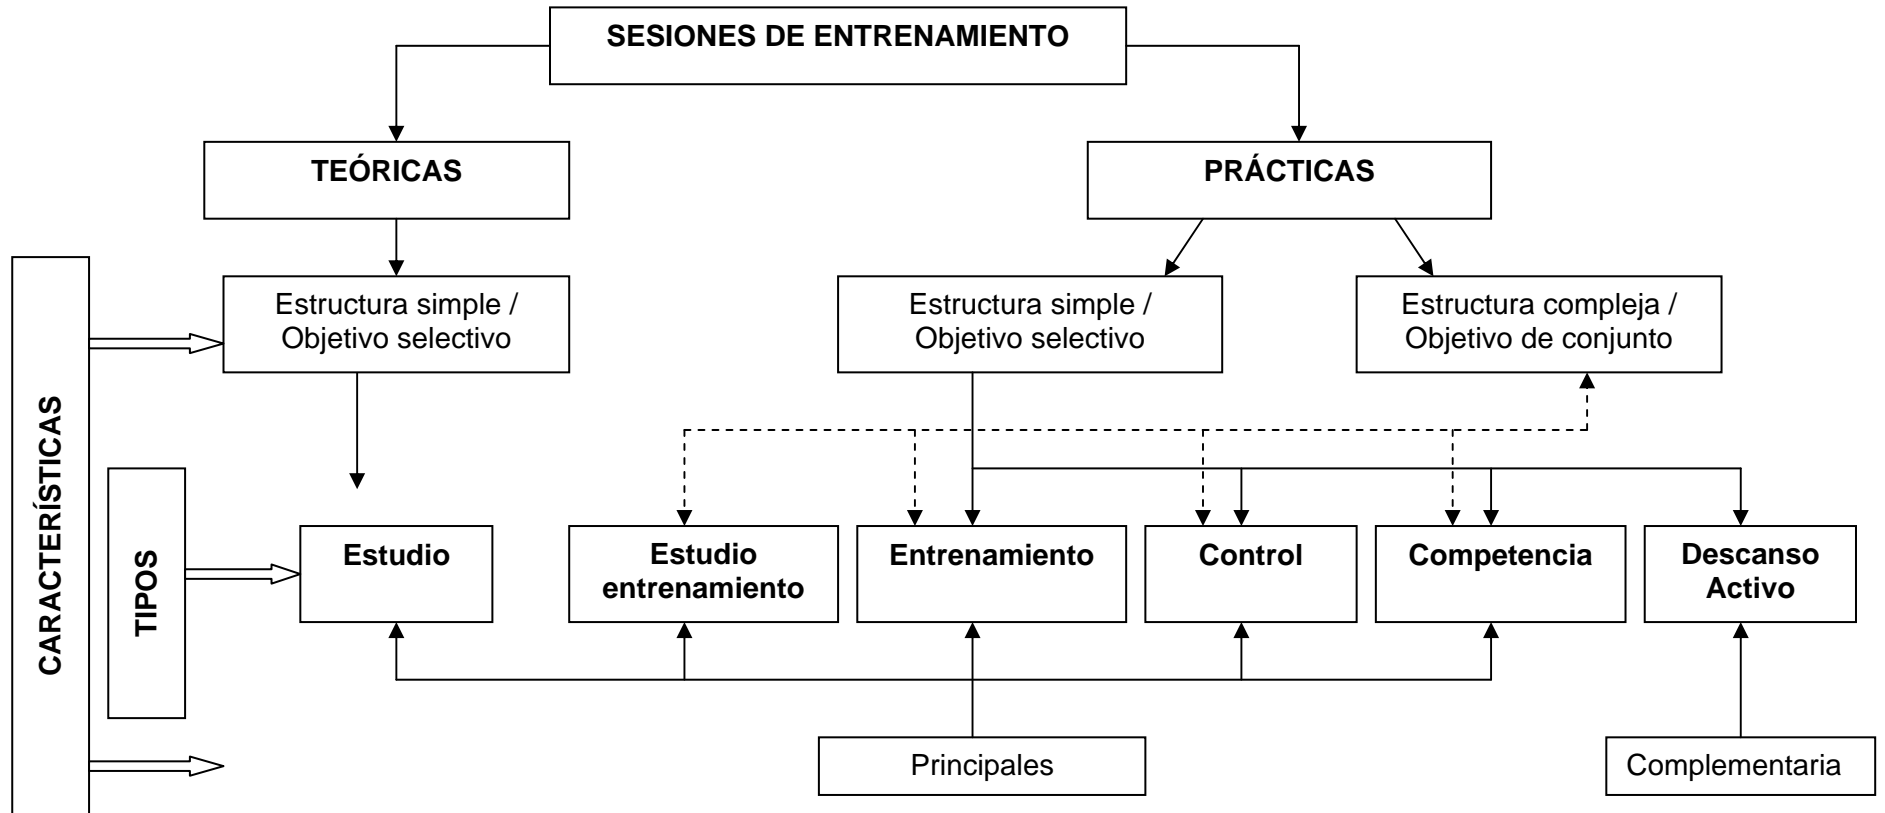 SESIONES DE ENTRENAMIENTO
TEÓRICAS
PRÁCTICAS
Estructura simple /
Objetivo selectivo
Estructura simple /
Objetivo selectivo
Estructura compleja /
Objetivo de conjunto
CARACTERÍSTICAS
TIPOS
Estudio
Estudio
entrenamiento
Entrenamiento
Control
Competencia
Descanso
Activo
Principales
Complementaria